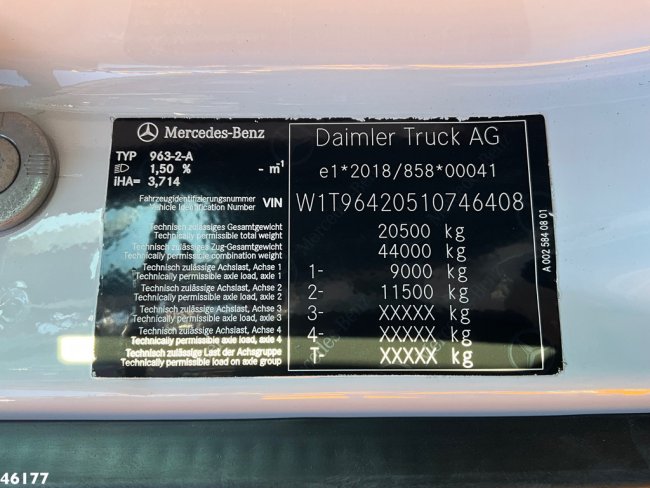 Mercedes-Benz
Daimler Truck AG
TYP 963-2-A
1,50 % - m-1
iHA= 3,714
e1*2018/858*00041
Fahrzeugidentifizierungsnummer
Vehicle Identification Number VIN W1T96420510746408
Technisch zulässiges Gesamtgewicht
Technically permissible total weight 20500 kg
Technisch zulässiges Zug-Gesamtgewicht
Technically permissible combination weight 44000 kg
Technisch zulässige Achslast, Achse 1
Technically permissible axle load, axle 1 1- 9000 kg
Technisch zulässige Achslast, Achse 2
Technically permissible axle load, axle 2 2- 11500 kg
Technisch zulässige Achslast, Achse 3
Technically permissible axle load, axle 3 3- XXXXX kg
Technisch zulässige Achslast, Achse 4
Technically permissible axle load, axle 4 4- XXXXX kg
Technisch zulässige Last der Achsgruppe
Technically permissible load on axle group T- XXXXX kg
A 002 584 08 01
46177